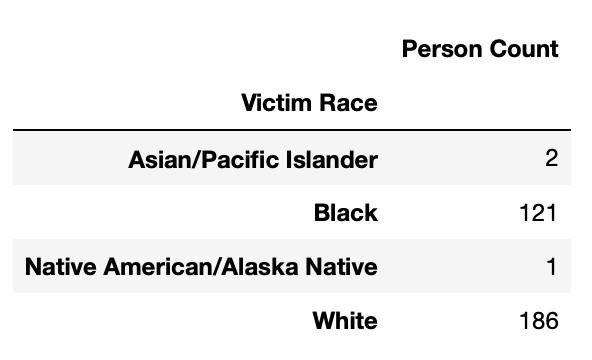 Person Count
Victim Race
Asian/Pacific Islander 2
Black 121
Native American/Alaska Native 1
White 186